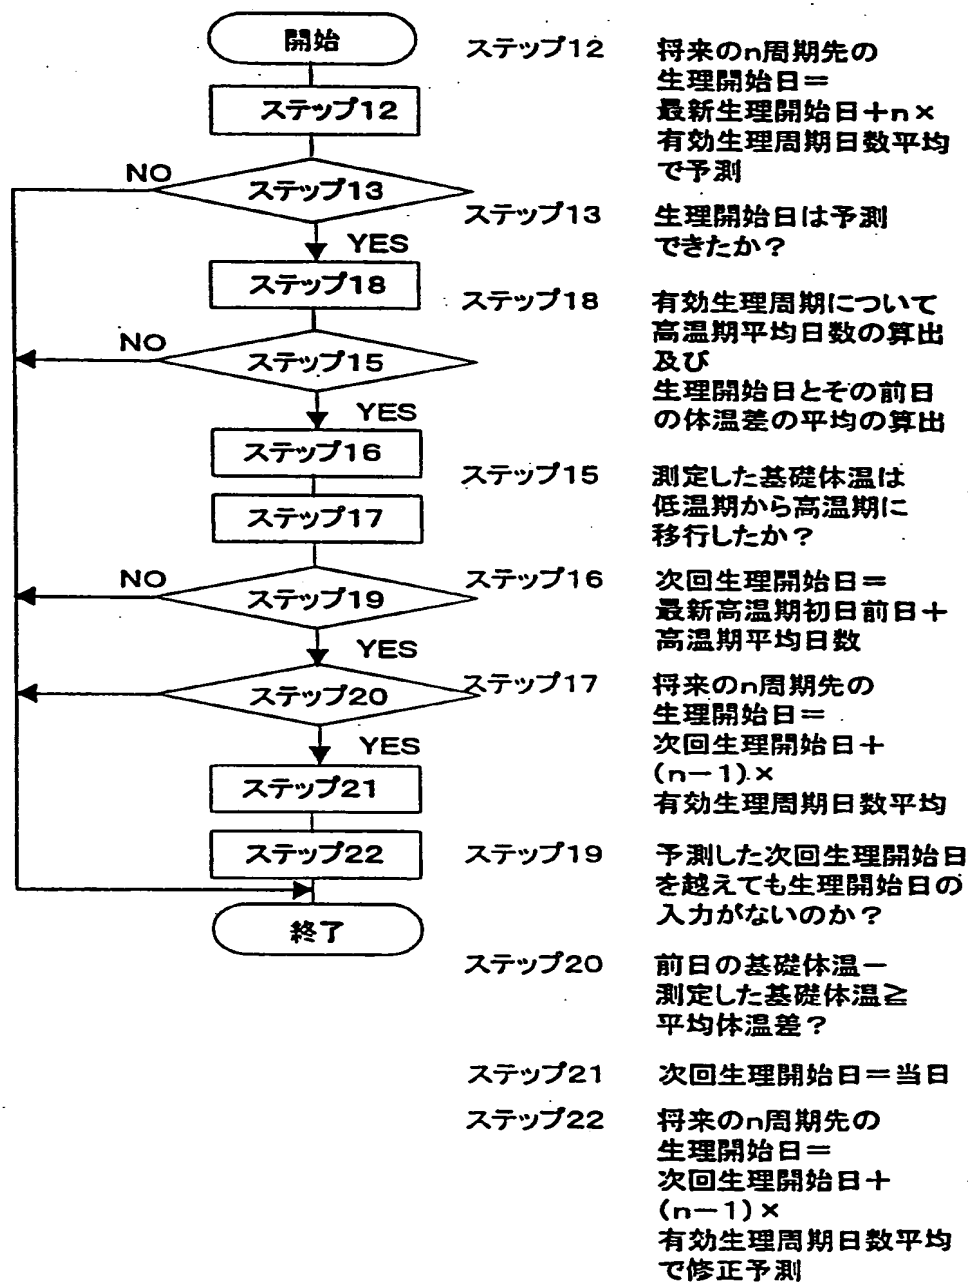 開始
ステップ12
NO
ステップ13
YES
ステップ18
NO
ステップ15
YES
ステップ16
ステップ17
NO
ステップ19
YES
ステップ20
YES
ステップ21
ステップ22
終了
ステップ12 将来のn周期先の
生理開始日＝
最新生理開始日＋n×
有効生理周期日数平均
で予測
ステップ13 生理開始日は予測
できたか？
ステップ18 有効生理周期について
高温期平均日数の算出
及び
生理開始日とその前日
の体温差の平均の算出
ステップ15 測定した基礎体温は
低温期から高温期に
移行したか？
ステップ16 次回生理開始日＝
最新高温期初日前日＋
高温期平均日数
ステップ17 将来のn周期先の
生理開始日＝
次回生理開始日＋
(n－1)×
有効生理周期日数平均
ステップ19 予測した次回生理開始日
を越えても生理開始日の
入力がないのか？
ステップ20 前日の基礎体温－
測定した基礎体温≧
平均体温差？
ステップ21 次回生理開始日＝当日
ステップ22 将来のn周期先の
生理開始日＝
次回生理開始日＋
(n－1)×
有効生理周期日数平均
で修正予測